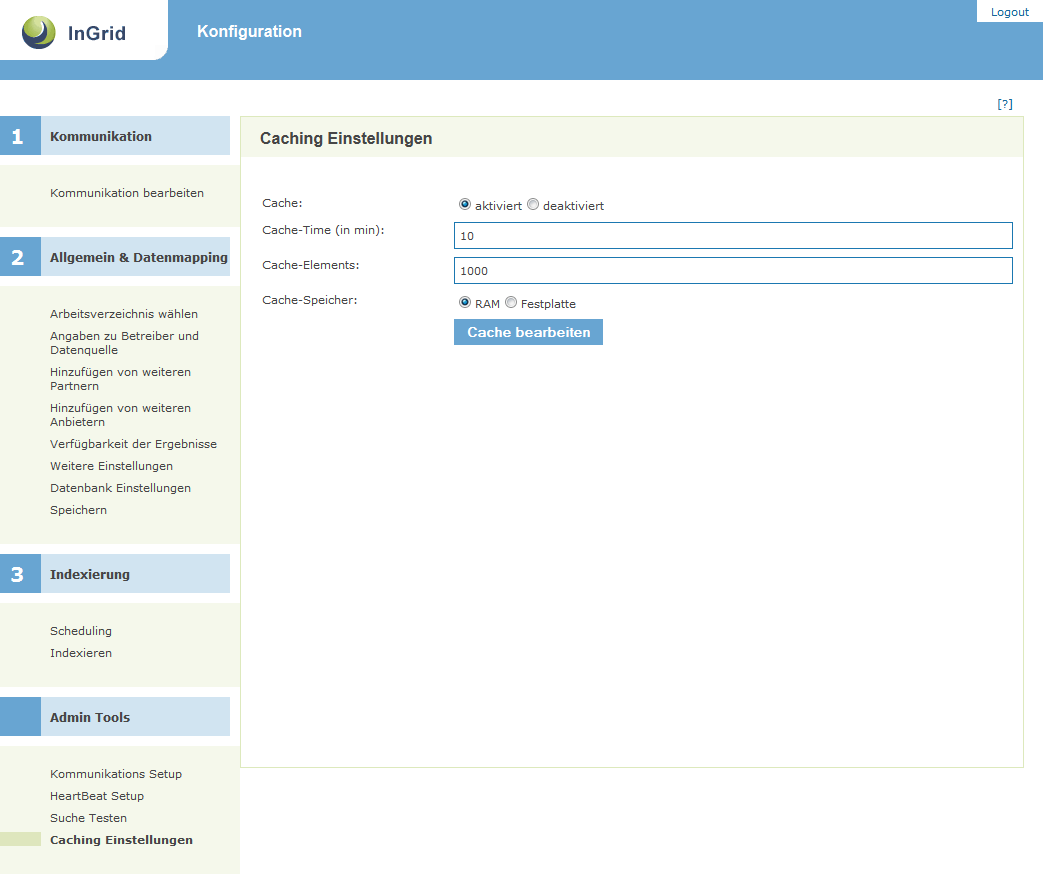 InGrid
Konfiguration
Logout
[?]
1 Kommunikation
Kommunikation bearbeiten
2 Allgemein & Datenmapping
Arbeitsverzeichnis wählen
Angaben zu Betreiber und
Datenquelle
Hinzufügen von weiteren
Partnern
Hinzufügen von weiteren
Anbietern
Verfügbarkeit der Ergebnisse
Weitere Einstellungen
Datenbank Einstellungen
Speichern
3 Indexierung
Scheduling
Indexieren
Admin Tools
Kommunikations Setup
HeartBeat Setup
Suche Testen
Caching Einstellungen
Caching Einstellungen
Cache: aktiviert deaktiviert
Cache-Time (in min): 10
Cache-Elements: 1000
Cache-Speicher: RAM Festplatte
Cache bearbeiten